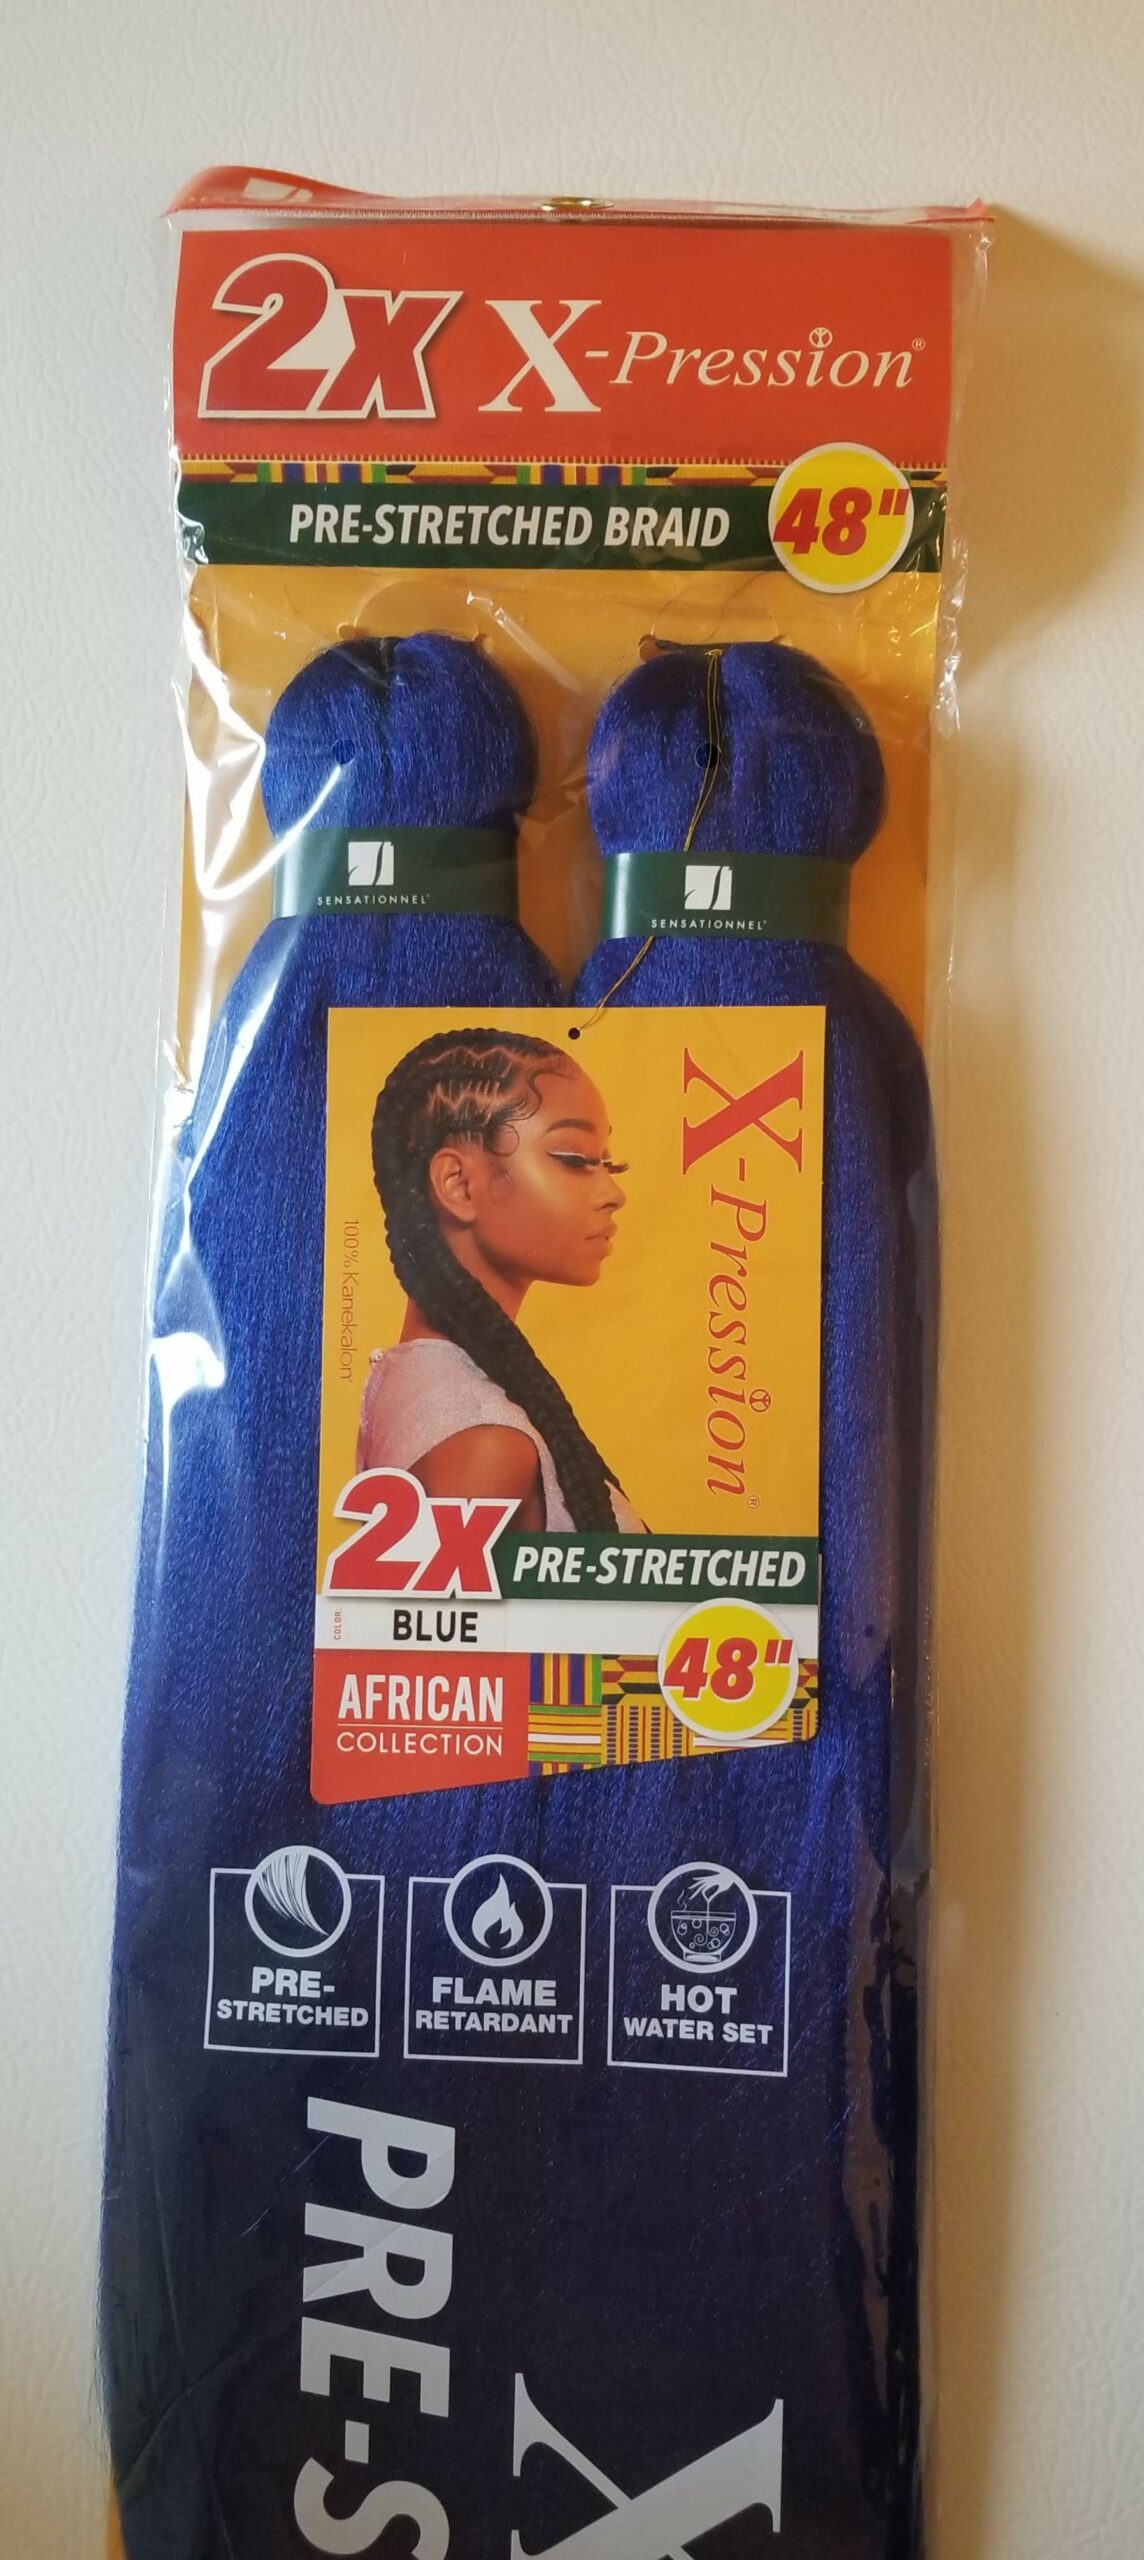 2X X-Pression®
PRE-STRETCHED BRAID
48"
SENSATIONNEL®
SENSATIONNEL®
X-Pression®
100% Kanekalon®
2X PRE-STRETCHED
COLOR: BLUE
48"
AFRICAN
COLLECTION
PRE-
STRETCHED
FLAME
RETARDANT
HOT
WATER SET
PRE-S
X